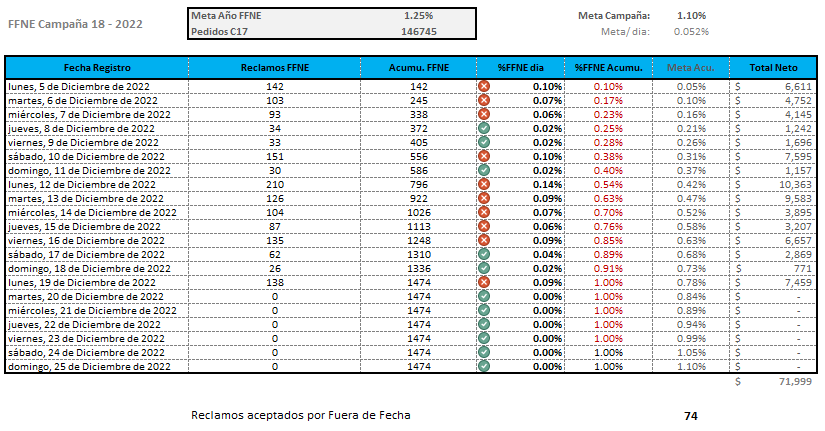 FFNE Campaña 18 - 2022
Meta Año FFNE 1.25% Meta Campaña: 1.10%
Pedidos C17 146745 Meta/ dia: 0.052%
Fecha Registro Reclamos FFNE Acumu. FFNE %FFNE dia %FFNE Acumu. Meta Acu. Total Neto
lunes, 5 de Diciembre de 2022 142 142 0.10% 0.10% 0.05% $ 6,611
martes, 6 de Diciembre de 2022 103 245 0.07% 0.17% 0.10% $ 4,752
miércoles, 7 de Diciembre de 2022 93 338 0.06% 0.23% 0.16% $ 4,145
jueves, 8 de Diciembre de 2022 34 372 0.02% 0.25% 0.21% $ 1,242
viernes, 9 de Diciembre de 2022 33 405 0.02% 0.28% 0.26% $ 1,696
sábado, 10 de Diciembre de 2022 151 556 0.10% 0.38% 0.31% $ 7,595
domingo, 11 de Diciembre de 2022 30 586 0.02% 0.40% 0.37% $ 1,157
lunes, 12 de Diciembre de 2022 210 796 0.14% 0.54% 0.42% $ 10,363
martes, 13 de Diciembre de 2022 126 922 0.09% 0.63% 0.47% $ 9,583
miércoles, 14 de Diciembre de 2022 104 1026 0.07% 0.70% 0.52% $ 3,895
jueves, 15 de Diciembre de 2022 87 1113 0.06% 0.76% 0.58% $ 3,207
viernes, 16 de Diciembre de 2022 135 1248 0.09% 0.85% 0.63% $ 6,657
sábado, 17 de Diciembre de 2022 62 1310 0.04% 0.89% 0.68% $ 2,869
domingo, 18 de Diciembre de 2022 26 1336 0.02% 0.91% 0.73% $ 771
lunes, 19 de Diciembre de 2022 138 1474 0.09% 1.00% 0.78% $ 7,459
martes, 20 de Diciembre de 2022 0 1474 0.00% 1.00% 0.84% $ -
miércoles, 21 de Diciembre de 2022 0 1474 0.00% 1.00% 0.89% $ -
jueves, 22 de Diciembre de 2022 0 1474 0.00% 1.00% 0.94% $ -
viernes, 23 de Diciembre de 2022 0 1474 0.00% 1.00% 0.99% $ -
sábado, 24 de Diciembre de 2022 0 1474 0.00% 1.00% 1.05% $ -
domingo, 25 de Diciembre de 2022 0 1474 0.00% 1.00% 1.10% $ -
$ 71,999
Reclamos aceptados por Fuera de Fecha 74